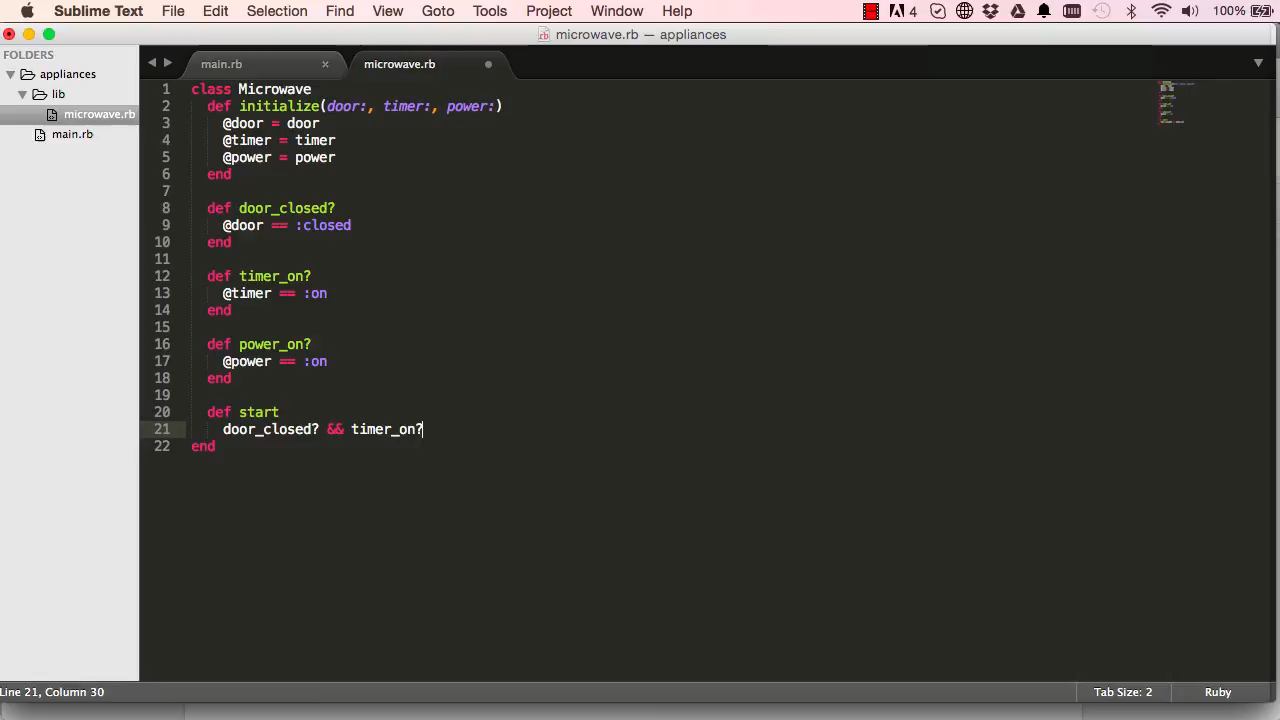 Sublime Text File Edit Selection Find View Goto Tools Project Window Help 4 100%
microwave.rb — appliances
FOLDERS
appliances
lib
microwave.rb
main.rb
main.rb × microwave.rb
1 class Microwave
2 def initialize(door:, timer:, power:)
3 @door = door
4 @timer = timer
5 @power = power
6 end
7
8 def door_closed?
9 @door == :closed
10 end
11
12 def timer_on?
13 @timer == :on
14 end
15
16 def power_on?
17 @power == :on
18 end
19
20 def start
21 door_closed? && timer_on?
22 end
Line 21, Column 30 Tab Size: 2 Ruby